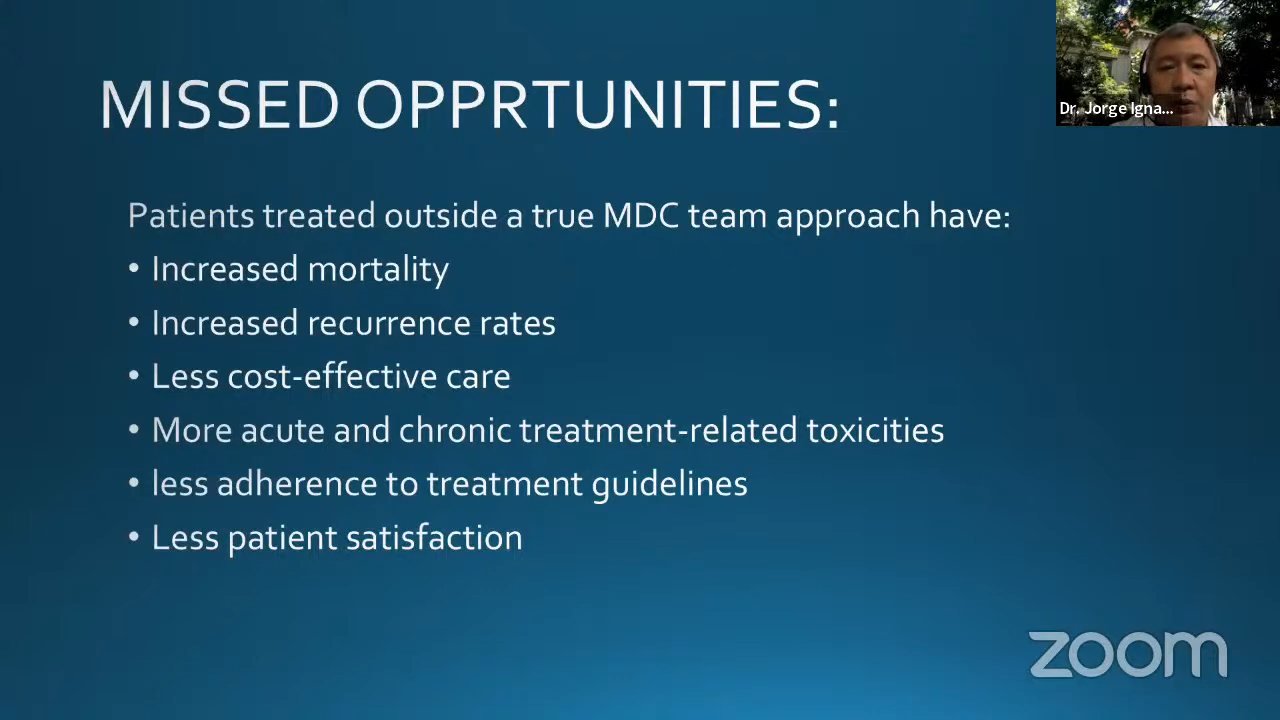 MISSED OPPRTUNITIES:
Dr. Jorge Igna...
Patients treated outside a true MDC team approach have:
• Increased mortality
• Increased recurrence rates
• Less cost-effective care
• More acute and chronic treatment-related toxicities
• less adherence to treatment guidelines
• Less patient satisfaction
zoom